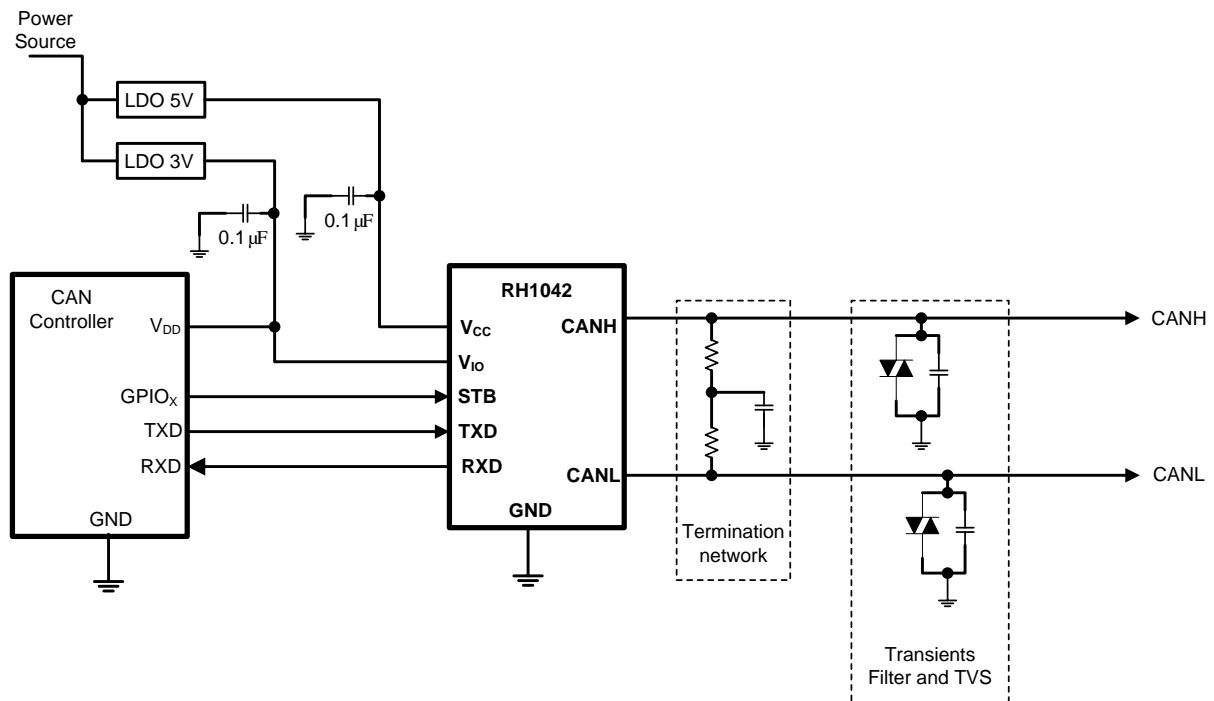 Power
Source
LDO 5V
LDO 3V
0.1 µF
0.1 µF
CAN
Controller
VDD
GPIOX
TXD
RXD
GND
RH1042
VCC
VIO
STB
TXD
RXD
GND
CANH
CANL
Termination
network
Transients
Filter and TVS
CANH
CANL